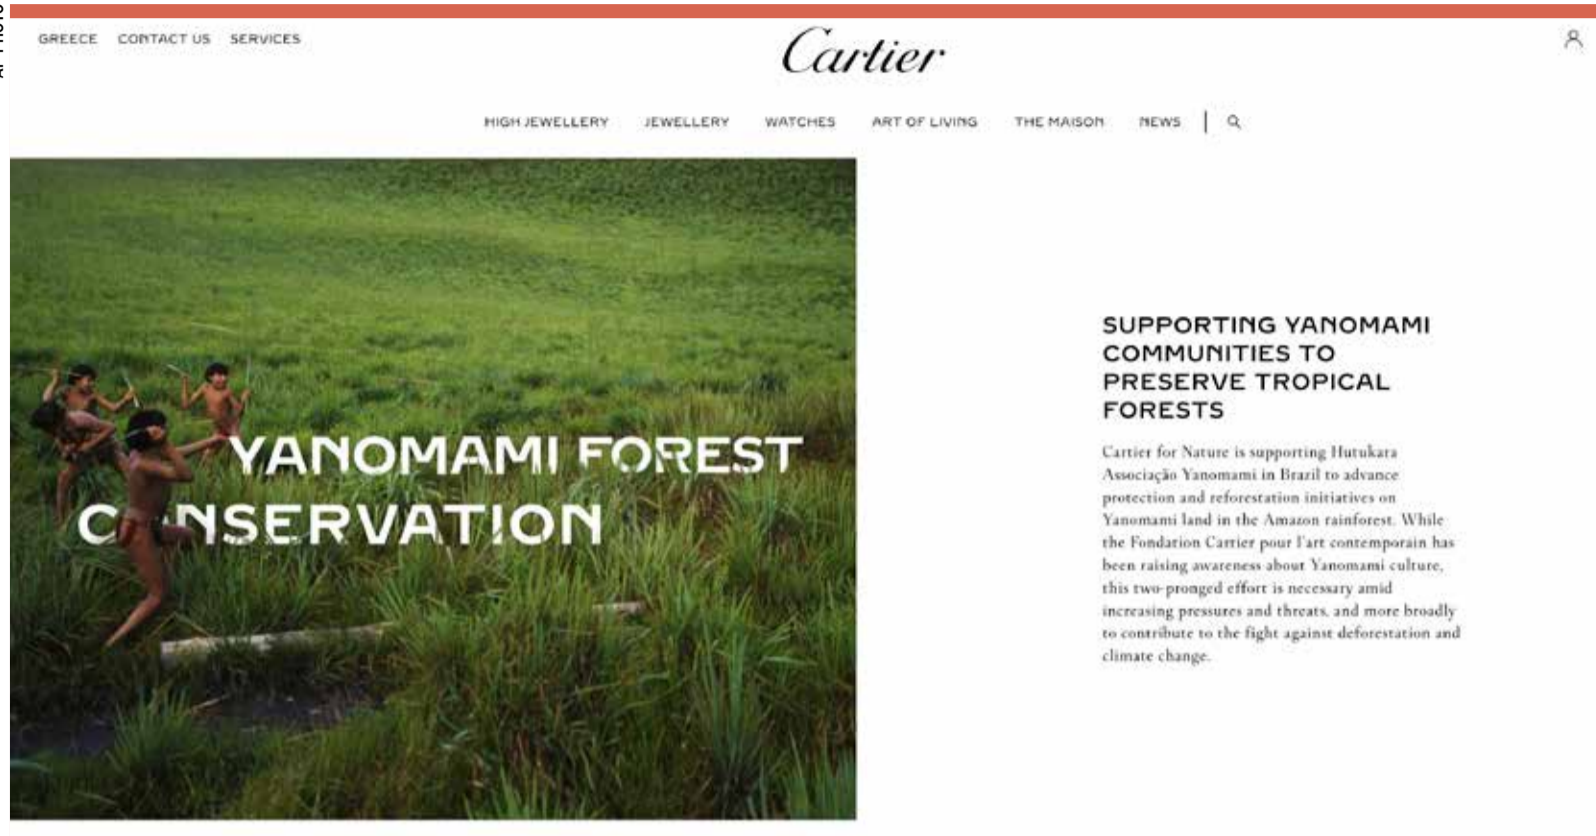 GREECE CONTACT US SERVICES
Cartier
HIGH JEWELLERY JEWELLERY WATCHES ART OF LIVING THE MAISON NEWS
YANOMAMI FOREST
CONSERVATION
SUPPORTING YANOMAMI
COMMUNITIES TO
PRESERVE TROPICAL
FORESTS
Cartier for Nature is supporting Hutukara
Associação Yanomami in Brazil to advance
protection and reforestation initiatives on
Yanomami land in the Amazon rainforest. While
the Fondation Cartier pour l'art contemporain has
been raising awareness about Yanomami culture,
this two-pronged effort is necessary amid
increasing pressures and threats, and more broadly
to contribute to the fight against deforestation and
climate change.